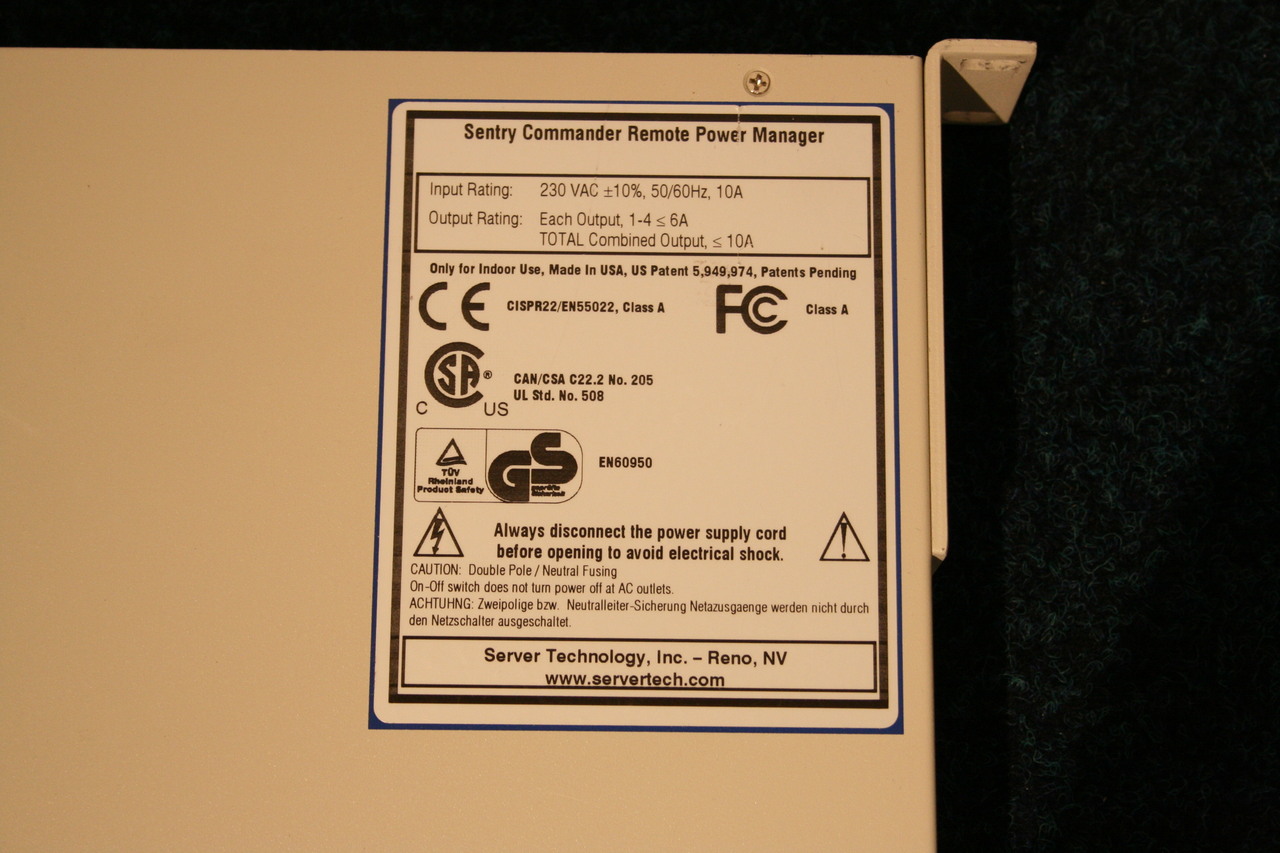 Sentry Commander Remote Power Manager
Input Rating: 230 VAC ±10%, 50/60Hz, 10A
Output Rating: Each Output, 1-4 ≤ 6A
TOTAL Combined Output, ≤ 10A
Only for Indoor Use, Made In USA, US Patent 5,949,974, Patents Pending
CE CISPR22/EN55022, Class A FC Class A
CSA ®
C US
CAN/CSA C22.2 No. 205
UL Std. No. 508
TÜV
Rheinland
Product Safety
GS
geprüfte
Sicherheit
EN60950
Always disconnect the power supply cord
before opening to avoid electrical shock.
CAUTION: Double Pole / Neutral Fusing
On-Off switch does not turn power off at AC outlets.
ACHTUHNG: Zweipolige bzw. Neutralleiter-Sicherung Netazusgaenge werden nicht durch
den Netzschalter ausgeschaltet.
Server Technology, Inc. – Reno, NV
www.servertech.com